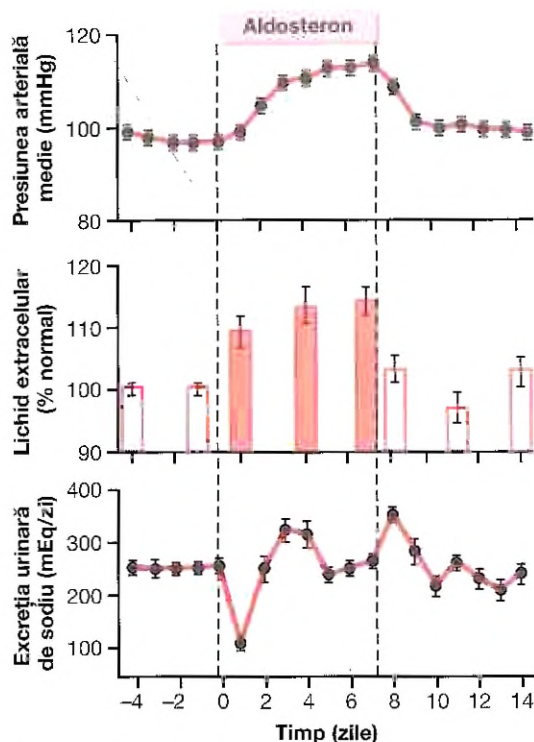 Aldosteron
Presiunea arterială
medie (mmHg)
120
100
80
Lichid extracelular
(% normal)
120
110
100
90
Excreția urinară
de sodiu (mEq/zi)
400
300
200
100
−4 −2 0 2 4 6 8 10 12 14
Timp (zile)